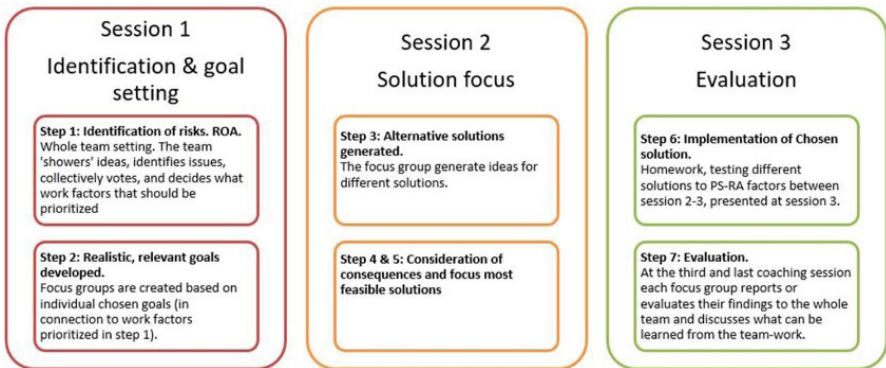 Session 1
Identification & goal
setting
Step 1: Identification of risks. ROA.
Whole team setting. The team
'showers' ideas, identifies issues,
collectively votes, and decides what
work factors that should be
prioritized
Step 2: Realistic, relevant goals
developed.
Focus groups are created based on
individual chosen goals (in
connection to work factors
prioritized in step 1).
Session 2
Solution focus
Step 3: Alternative solutions
generated.
The focus group generate ideas for
different solutions.
Step 4 & 5: Consideration of
consequences and focus most
feasible solutions
Session 3
Evaluation
Step 6: Implementation of Chosen
solution.
Homework, testing different
solutions to PS-RA factors between
session 2-3, presented at session 3.
Step 7: Evaluation.
At the third and last coaching session
each focus group reports or
evaluates their findings to the whole
team and discusses what can be
learned from the team-work.